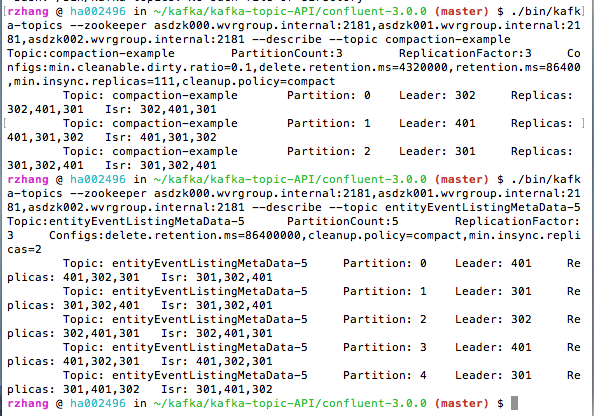 rzhang @ ha002496 in ~/kafka/kafka-topic-API/confluent-3.0.0 (master) $ ./bin/kafk
a-topics --zookeeper asdzk000.wvrgroup.internal:2181,asdzk001.wvrgroup.internal:21
81,asdzk002.wvrgroup.internal:2181 --describe --topic compaction-example
Topic:compaction-example PartitionCount:3 ReplicationFactor:3 Co
nfigs:min.cleanable.dirty.ratio=0.1,delete.retention.ms=4320000,retention.ms=86400
,min.insync.replicas=111,cleanup.policy=compact
Topic: compaction-example Partition: 0 Leader: 302 Replicas:
302,401,301 Isr: 302,401,301
Topic: compaction-example Partition: 1 Leader: 401 Replicas:
401,301,302 Isr: 401,301,302
Topic: compaction-example Partition: 2 Leader: 301 Replicas:
301,302,401 Isr: 301,302,401
rzhang @ ha002496 in ~/kafka/kafka-topic-API/confluent-3.0.0 (master) $ ./bin/kafk
a-topics --zookeeper asdzk000.wvrgroup.internal:2181,asdzk001.wvrgroup.internal:21
81,asdzk002.wvrgroup.internal:2181 --describe --topic entityEventListingMetaData-5
Topic:entityEventListingMetaData-5 PartitionCount:5 ReplicationFactor:
3 Configs:delete.retention.ms=86400000,cleanup.policy=compact,min.insync.repli
cas=2
Topic: entityEventListingMetaData-5 Partition: 0 Leader: 401 Re
plicas: 401,302,301 Isr: 301,302,401
Topic: entityEventListingMetaData-5 Partition: 1 Leader: 301 Re
plicas: 301,302,401 Isr: 301,302,401
Topic: entityEventListingMetaData-5 Partition: 2 Leader: 302 Re
plicas: 302,401,301 Isr: 302,401,301
Topic: entityEventListingMetaData-5 Partition: 3 Leader: 401 Re
plicas: 401,302,301 Isr: 401,302,301
Topic: entityEventListingMetaData-5 Partition: 4 Leader: 301 Re
plicas: 301,401,302 Isr: 301,401,302
rzhang @ ha002496 in ~/kafka/kafka-topic-API/confluent-3.0.0 (master) $